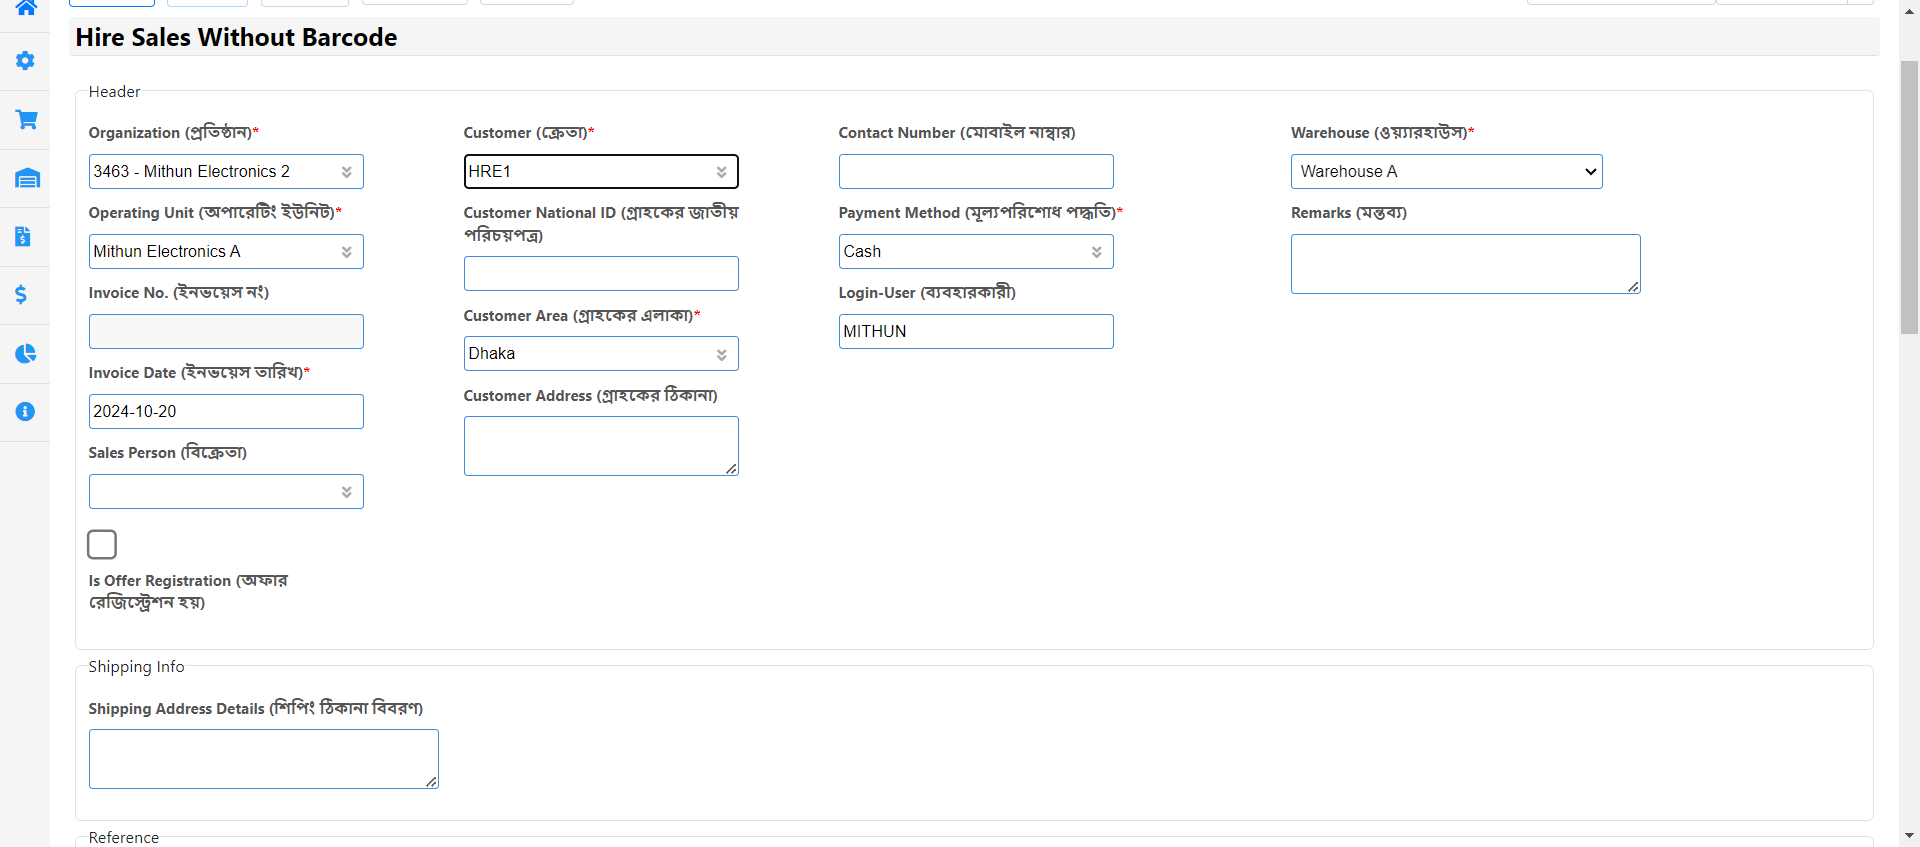 Hire Sales Without Barcode
Header
Organization (প্রতিষ্ঠান)*
3463 - Mithun Electronics 2
Operating Unit (অপারেটিং ইউনিট)*
Mithun Electronics A
Invoice No. (ইনভয়েস নং)
Invoice Date (ইনভয়েস তারিখ)*
2024-10-20
Sales Person (বিক্রেতা)
Is Offer Registration (অফার
রেজিস্ট্রেশন হয়)
Customer (ক্রেতা)*
HRE1
Customer National ID (গ্রাহকের জাতীয়
পরিচয়পত্র)
Customer Area (গ্রাহকের এলাকা)*
Dhaka
Customer Address (গ্রাহকের ঠিকানা)
Contact Number (মোবাইল নাম্বার)
Payment Method (মূল্যপরিশোধ পদ্ধতি)*
Cash
Login-User (ব্যবহারকারী)
MITHUN
Warehouse (ওয়্যারহাউস)*
Warehouse A
Remarks (মন্তব্য)
Shipping Info
Shipping Address Details (শিপিং ঠিকানা বিবরণ)
Reference